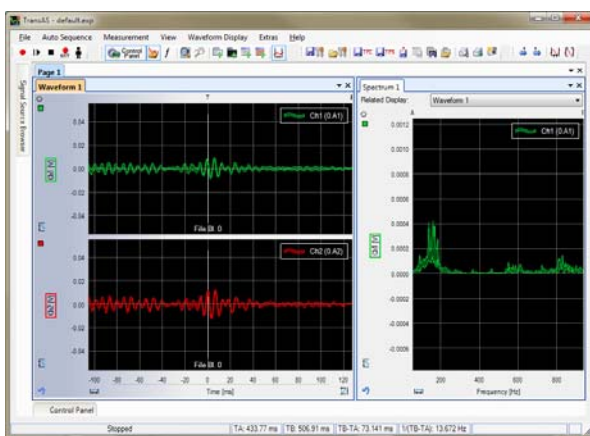 TransAS - default.exp
File Auto Sequence Measurement View Waveform Display Extras Help
Control Panel
Page 1
Waveform 1
Spectrum 1
Signal Source Browser
Related Display: Waveform 1
Ch1 (0.A1)
0.04
0.02
0.00
-0.02
-0.04
Ch1 [V]
File Bl. 0
Ch2 (0.A2)
0.04
0.02
0.00
-0.02
-0.04
Ch2 [V]
File Bl. 0
-100 -80 -60 -40 -20 0 20 40 60 80 100 120
Time [ms]
Ch1 (0.A1)
0.0012
0.0010
0.0008
0.0006
0.0004
0.0002
0.0000
-0.0002
-0.0004
-0.0006
Ch1 [V]
200 400 600 800
Frequency [Hz]
Control Panel
Stopped TA: 433.77 ms TB: 506.91 ms TB-TA: 73.141 ms 1/(TB-TA): 13.672 Hz